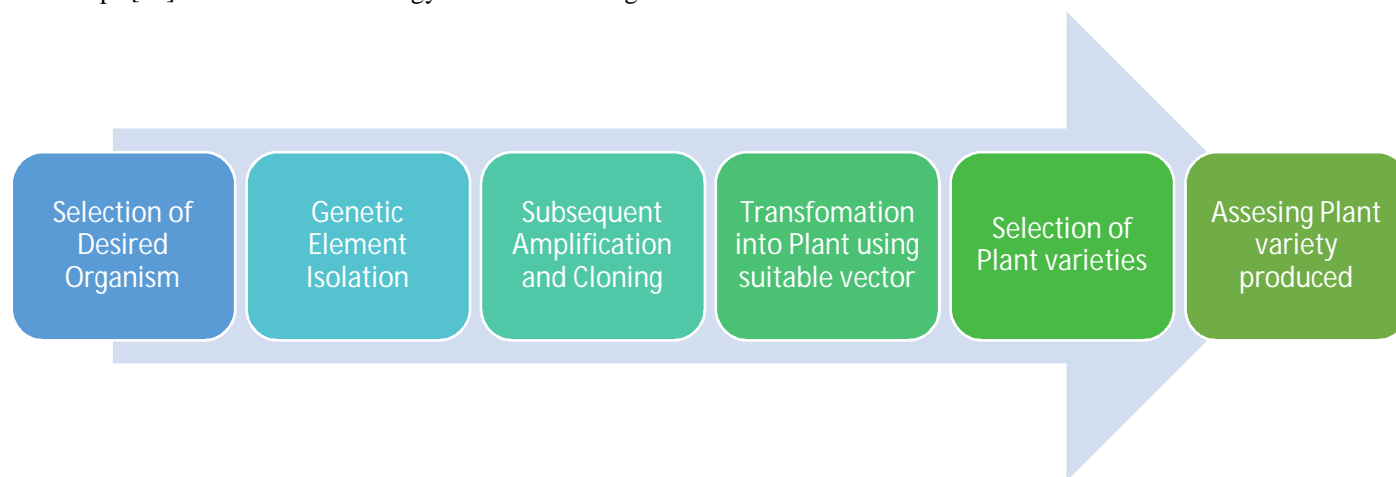 Selection of
Desired
Organism
Genetic
Element
Isolation
Subsequent
Amplification
and Cloning
Transfomation
into Plant using
suitable vector
Selection of
Plant varieties
Assesing Plant
variety
produced